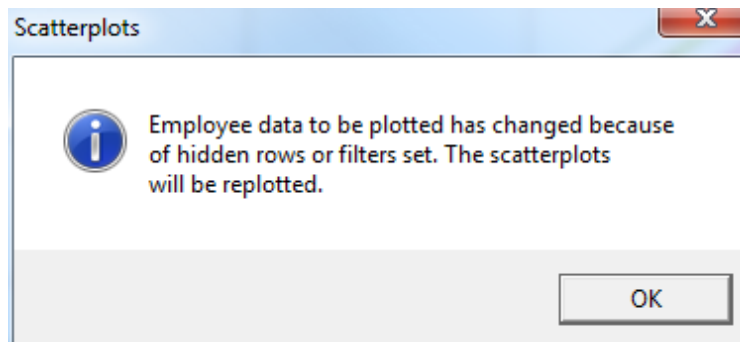 Scatterplots
Employee data to be plotted has changed because
of hidden rows or filters set. The scatterplots
will be replotted.
OK